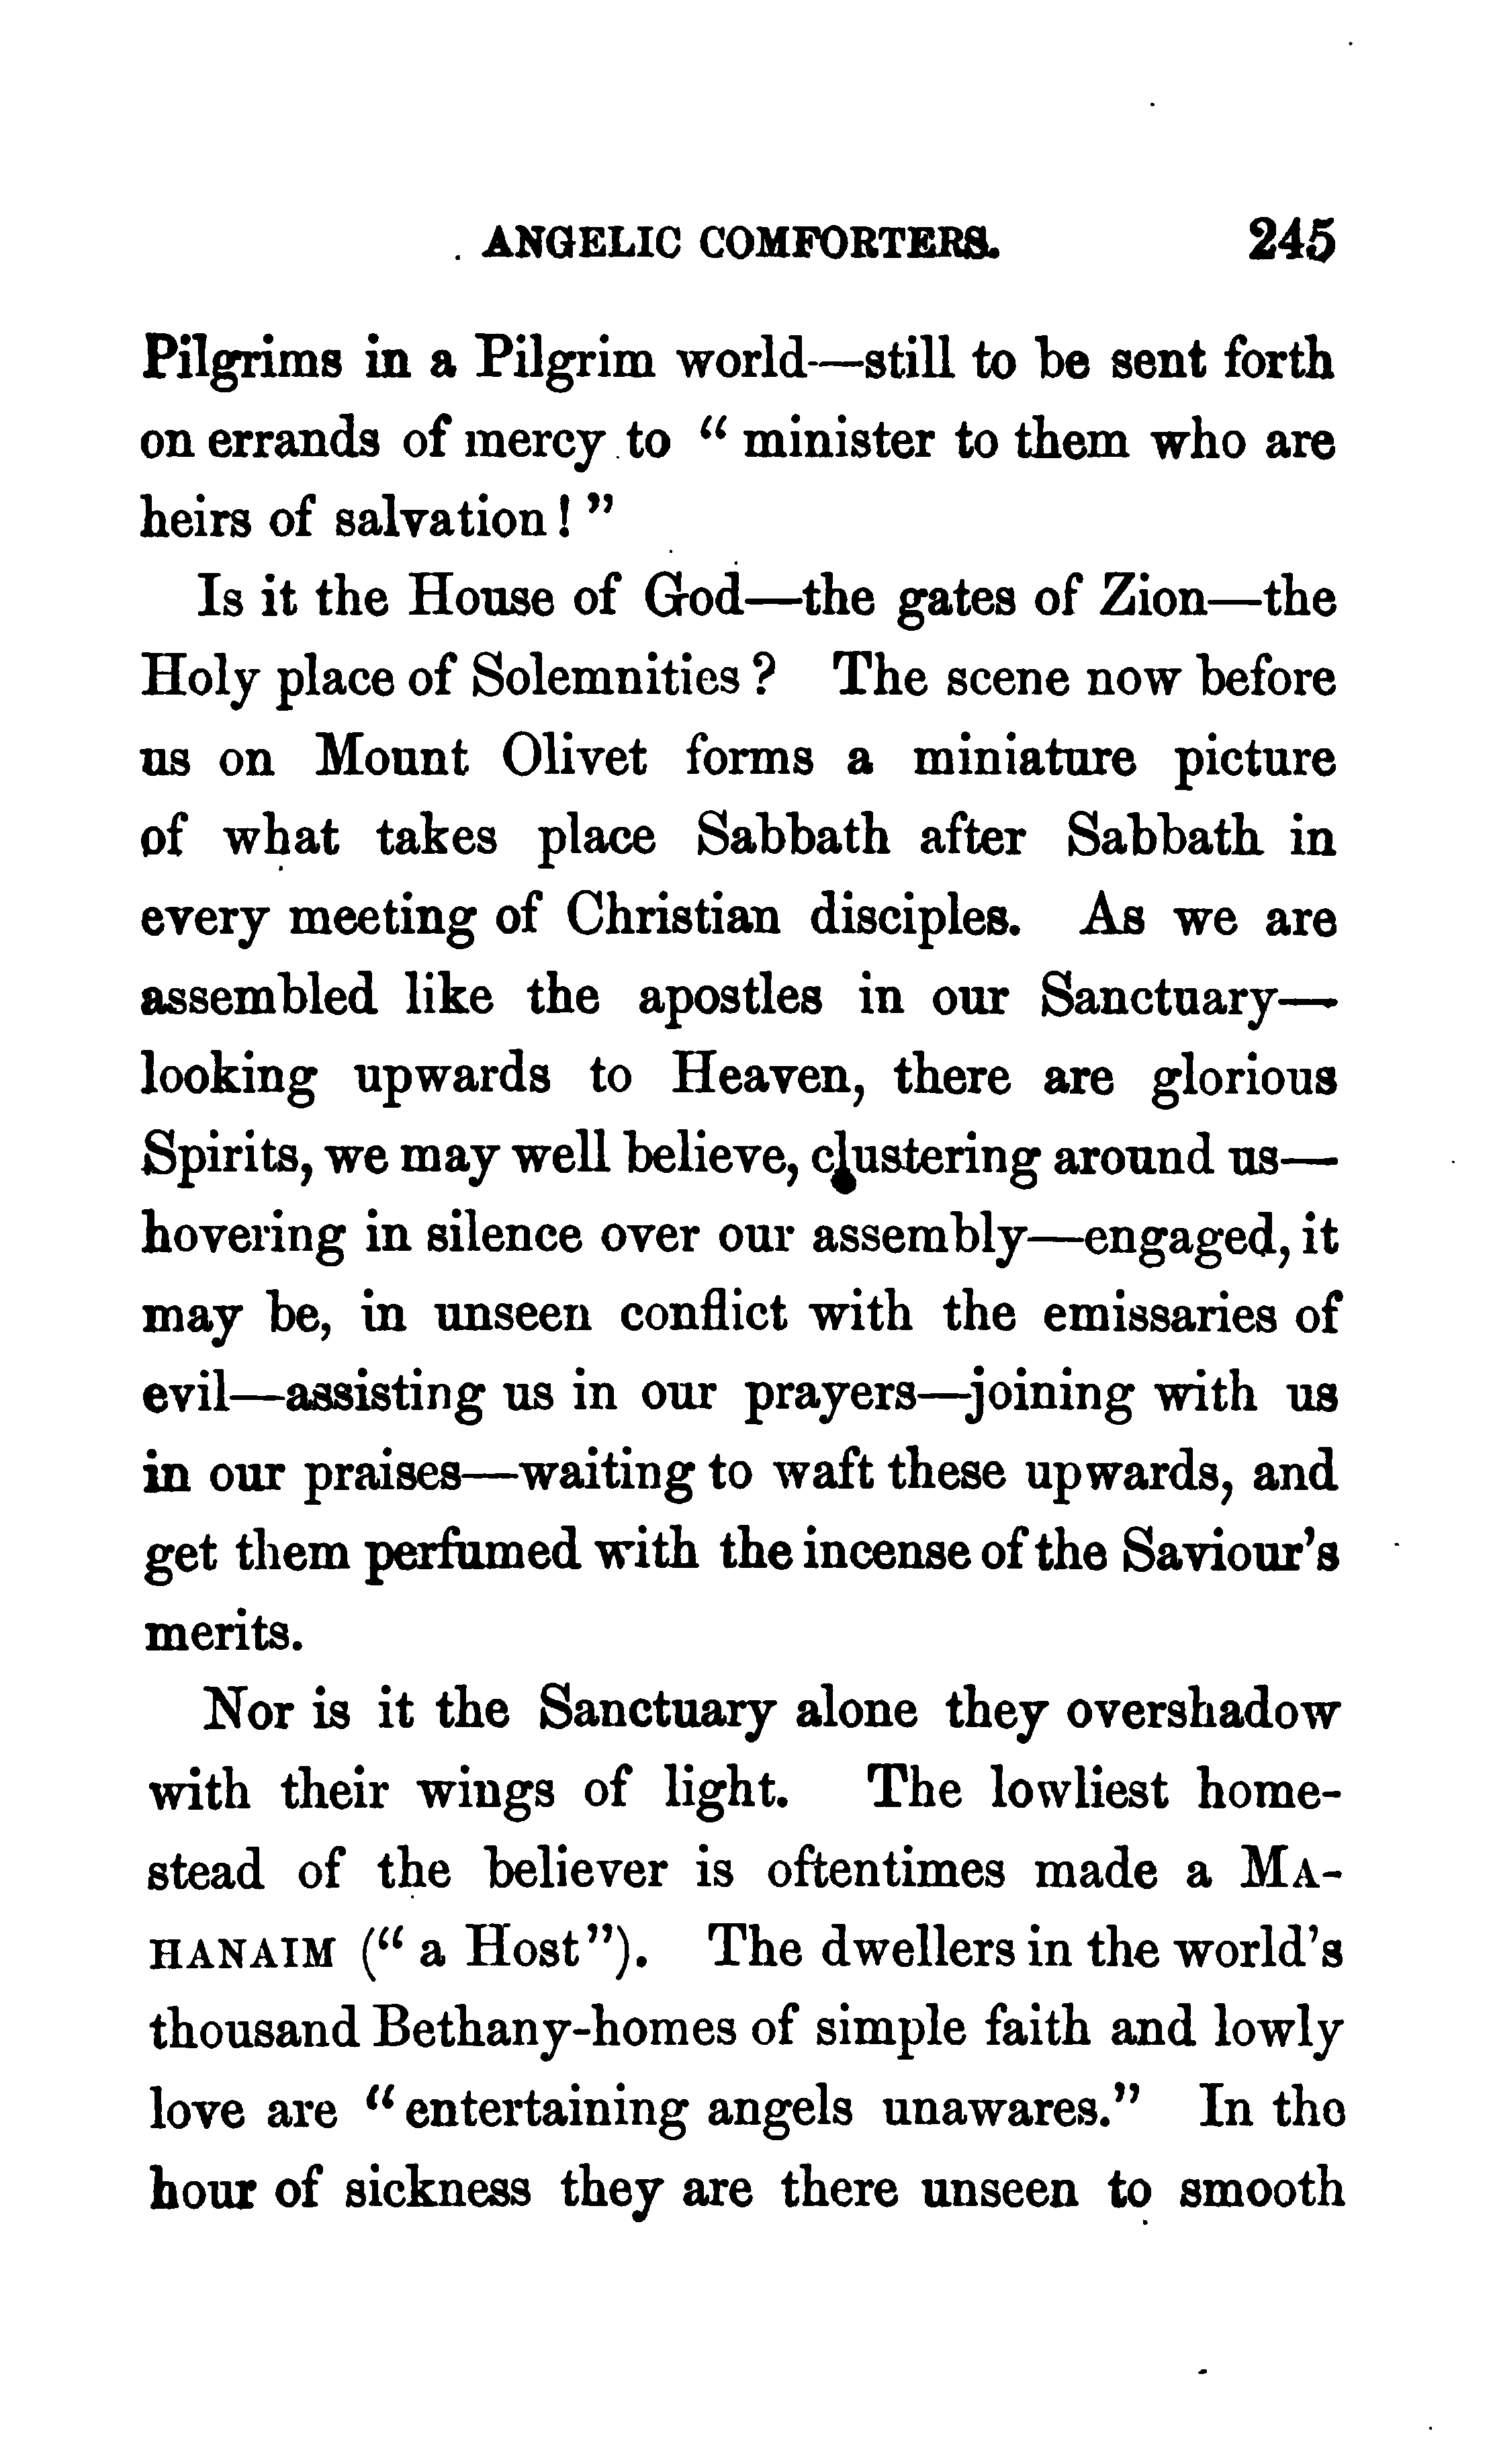 ANGELIC COMFORTERS. 245
Pilgrims in a Pilgrim world—still to be sent forth
on errands of mercy to “ minister to them who are
heirs of salvation ! ”
Is it the House of God—the gates of Zion—the
Holy place of Solemnities ? The scene now before
us on Mount Olivet forms a miniature picture
of what takes place Sabbath after Sabbath in
every meeting of Christian disciples. As we are
assembled like the apostles in our Sanctuary—
looking upwards to Heaven, there are glorious
Spirits, we may well believe, clustering around us—
hovering in silence over our assembly—engaged, it
may be, in unseen conflict with the emissaries of
evil—assisting us in our prayers—joining with us
in our praises—waiting to waft these upwards, and
get them perfumed with the incense of the Saviour’s
merits.
Nor is it the Sanctuary alone they overshadow
with their wings of light. The lowliest home-
stead of the believer is oftentimes made a MA-
HANAIM (“ a Host”). The dwellers in the world’s
thousand Bethany-homes of simple faith and lowly
love are “ entertaining angels unawares.” In the
hour of sickness they are there unseen to smooth